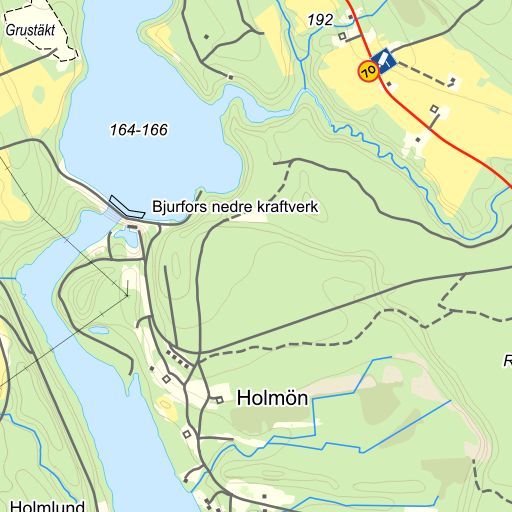 Grustäkt
192
70
164-166
Bjurfors nedre kraftverk
R
Holmön
Holmlund